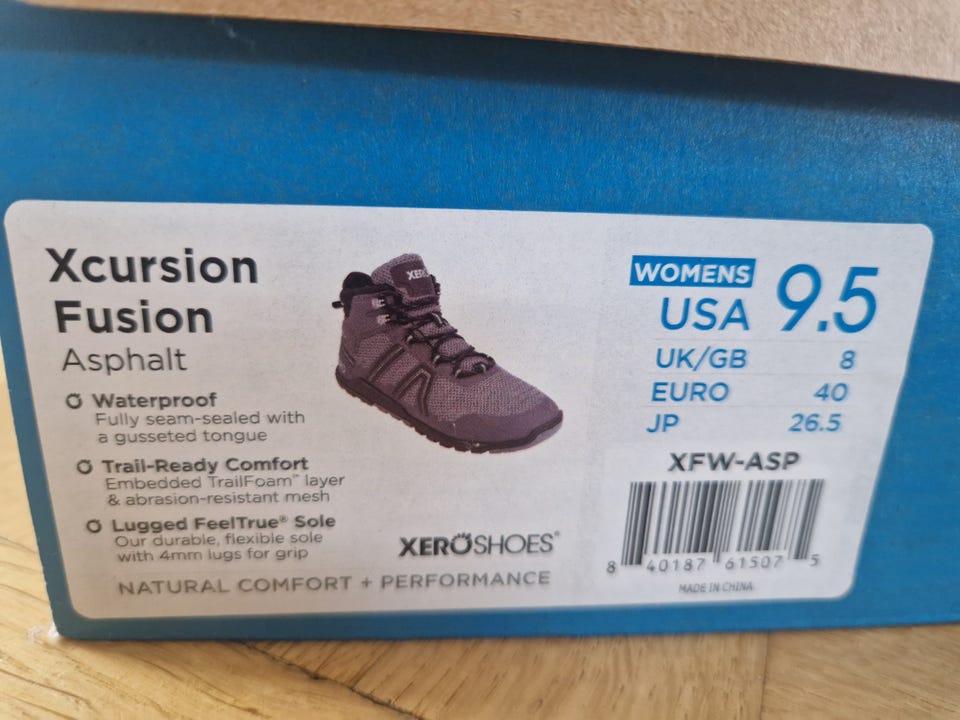 Xcursion
Fusion
Asphalt
Waterproof
Fully seam-sealed with
a gusseted tongue
Trail-Ready Comfort
Embedded TrailFoam™ layer
& abrasion-resistant mesh
Lugged FeelTrue® Sole
Our durable, flexible sole
with 4mm lugs for grip
NATURAL COMFORT + PERFORMANCE
XERO
XEROSHOES®
WOMENS
USA 9.5
UK/GB 8
EURO 40
JP 26.5
XFW-ASP
8 40187 61507 5
MADE IN CHINA